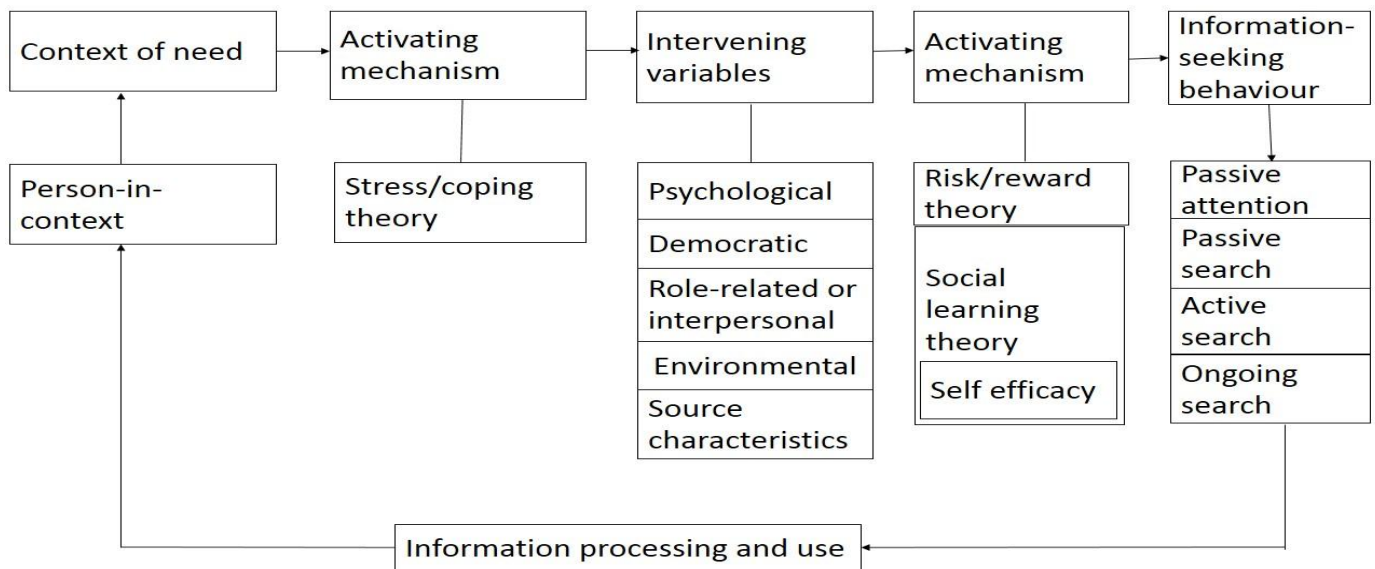 Context of need
Activating
mechanism
Intervening
variables
Activating
mechanism
Information-
seeking
behaviour
Person-in-
context
Stress/coping
theory
Psychological
Democratic
Role-related or
interpersonal
Environmental
Source
characteristics
Risk/reward
theory
Social
learning
theory
Self efficacy
Passive
attention
Passive
search
Active
search
Ongoing
search
Information processing and use